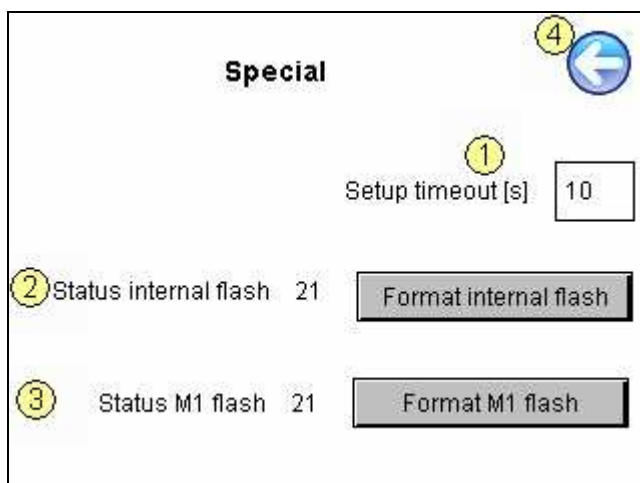 4
Special
1
Setup timeout [s] 10
2 Status internal flash 21 Format internal flash
3 Status M1 flash 21 Format M1 flash